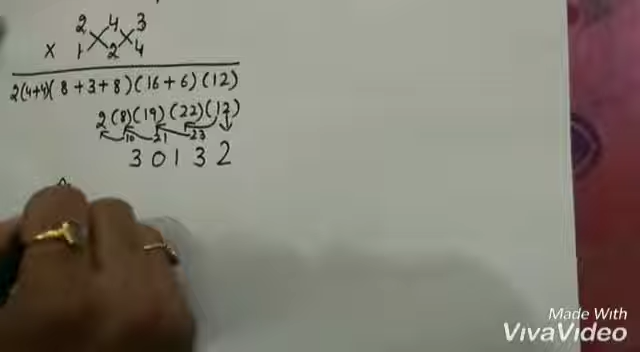 2 4 3
x 1 2 4
2(4+4)(8+3+8)(16+6)(12)
2(8)(19)(22)(12)
10 21 23
3 0 1 3 2
Made With
VivaVideo